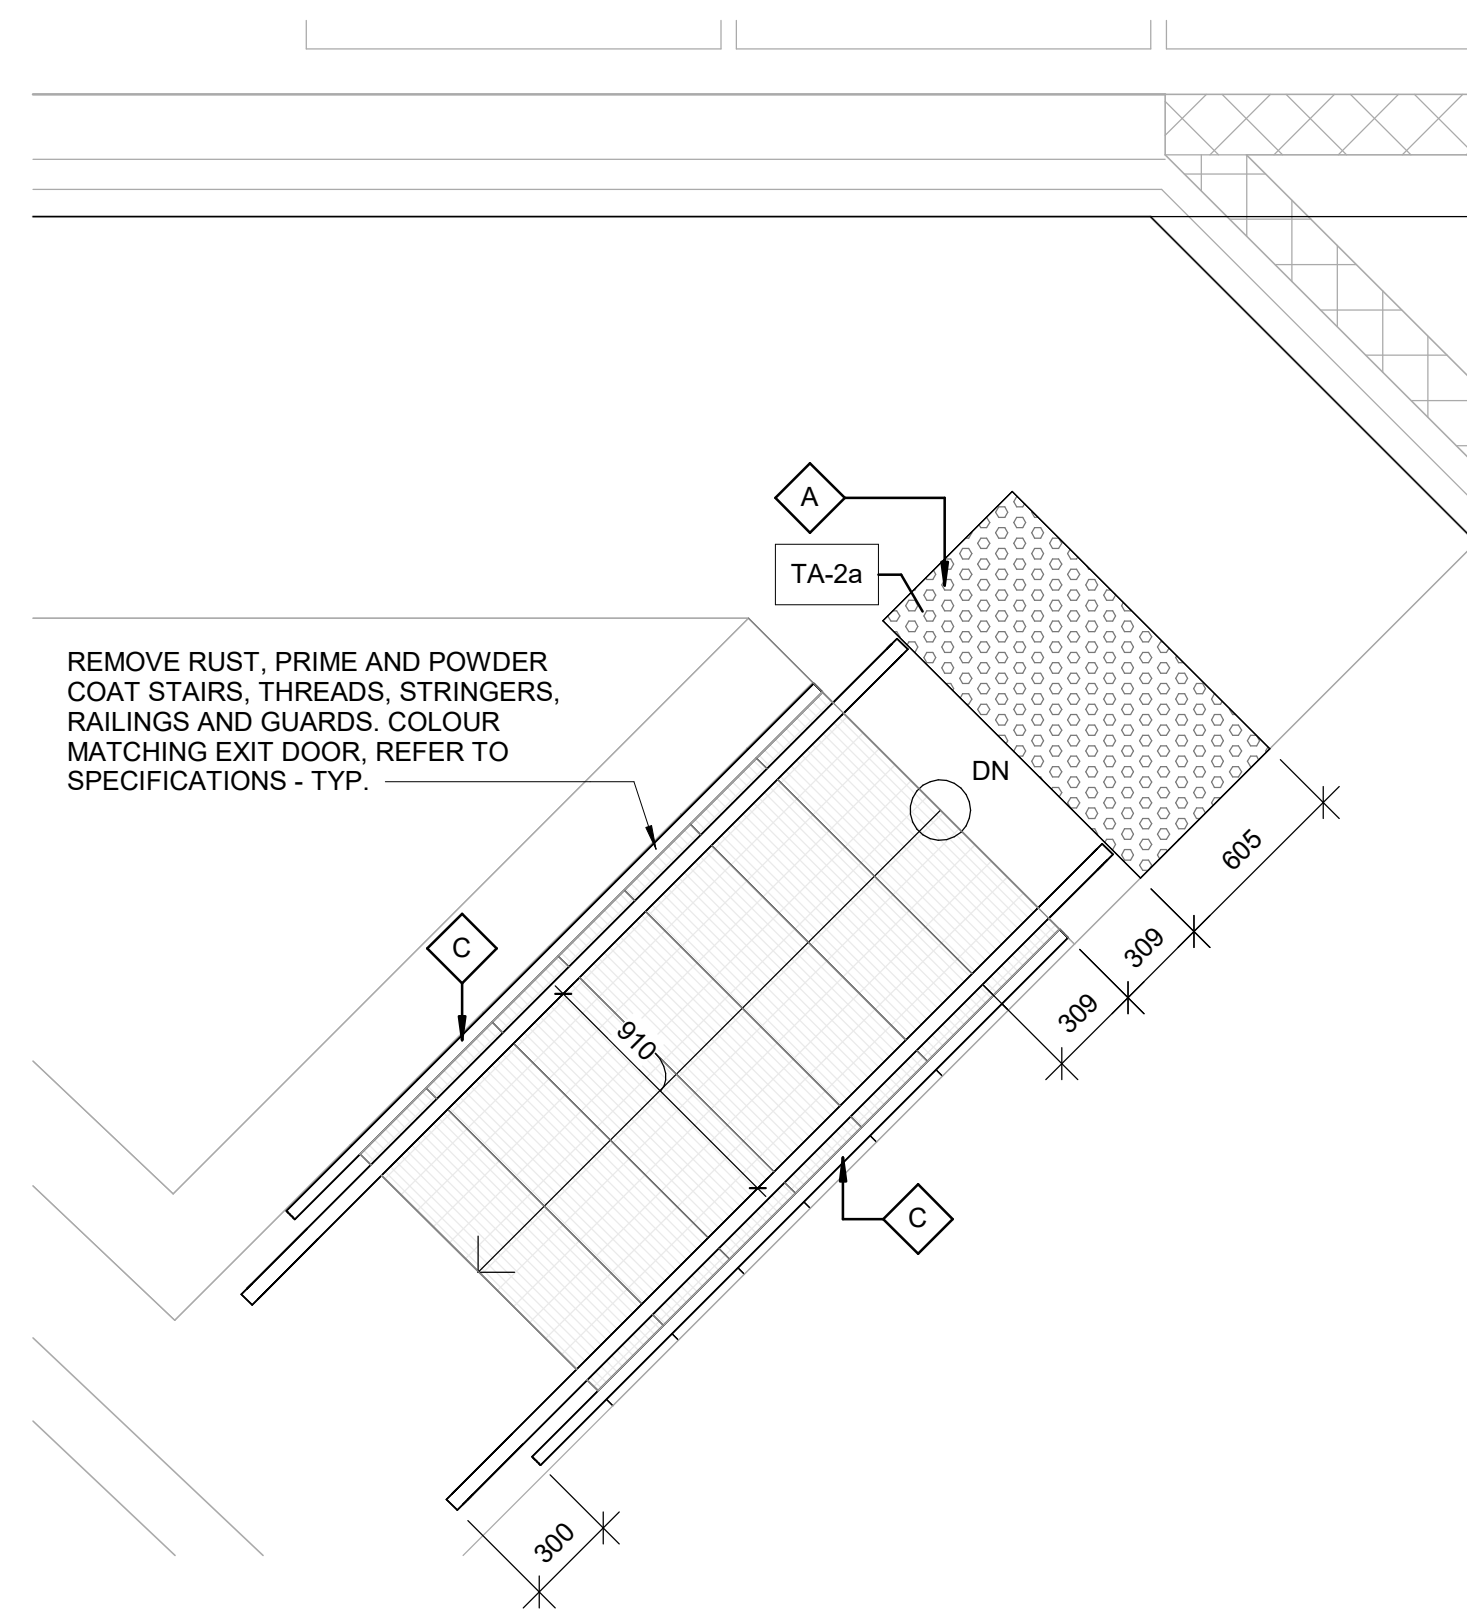 A
TA-2a
REMOVE RUST, PRIME AND POWDER
COAT STAIRS, THREADS, STRINGERS,
RAILINGS AND GUARDS. COLOUR
MATCHING EXIT DOOR, REFER TO
SPECIFICATIONS - TYP.
DN
605
309
309
C
910
C
300